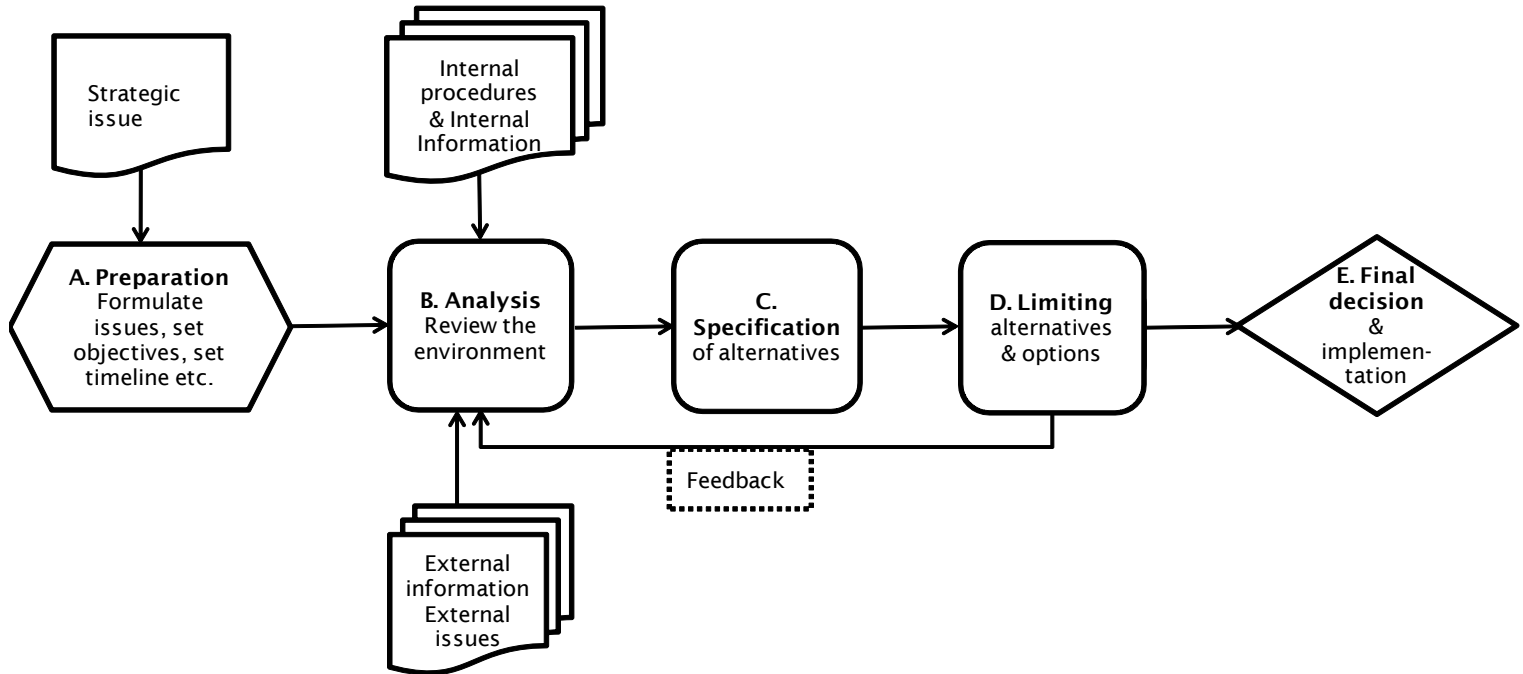 Strategic
issue
Internal
procedures
& Internal
Information
A. Preparation
Formulate
issues, set
objectives, set
timeline etc.
B. Analysis
Review the
environment
C.
Specification
of alternatives
D. Limiting
alternatives
& options
E. Final
decision
&
implemen-
tation
Feedback
External
information
External
issues